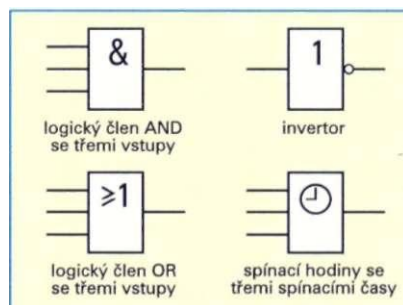 &
logický člen AND
se třemi vstupy
1
invertor
≥1
logický člen OR
se třemi vstupy
spínací hodiny se
třemi spínacími časy